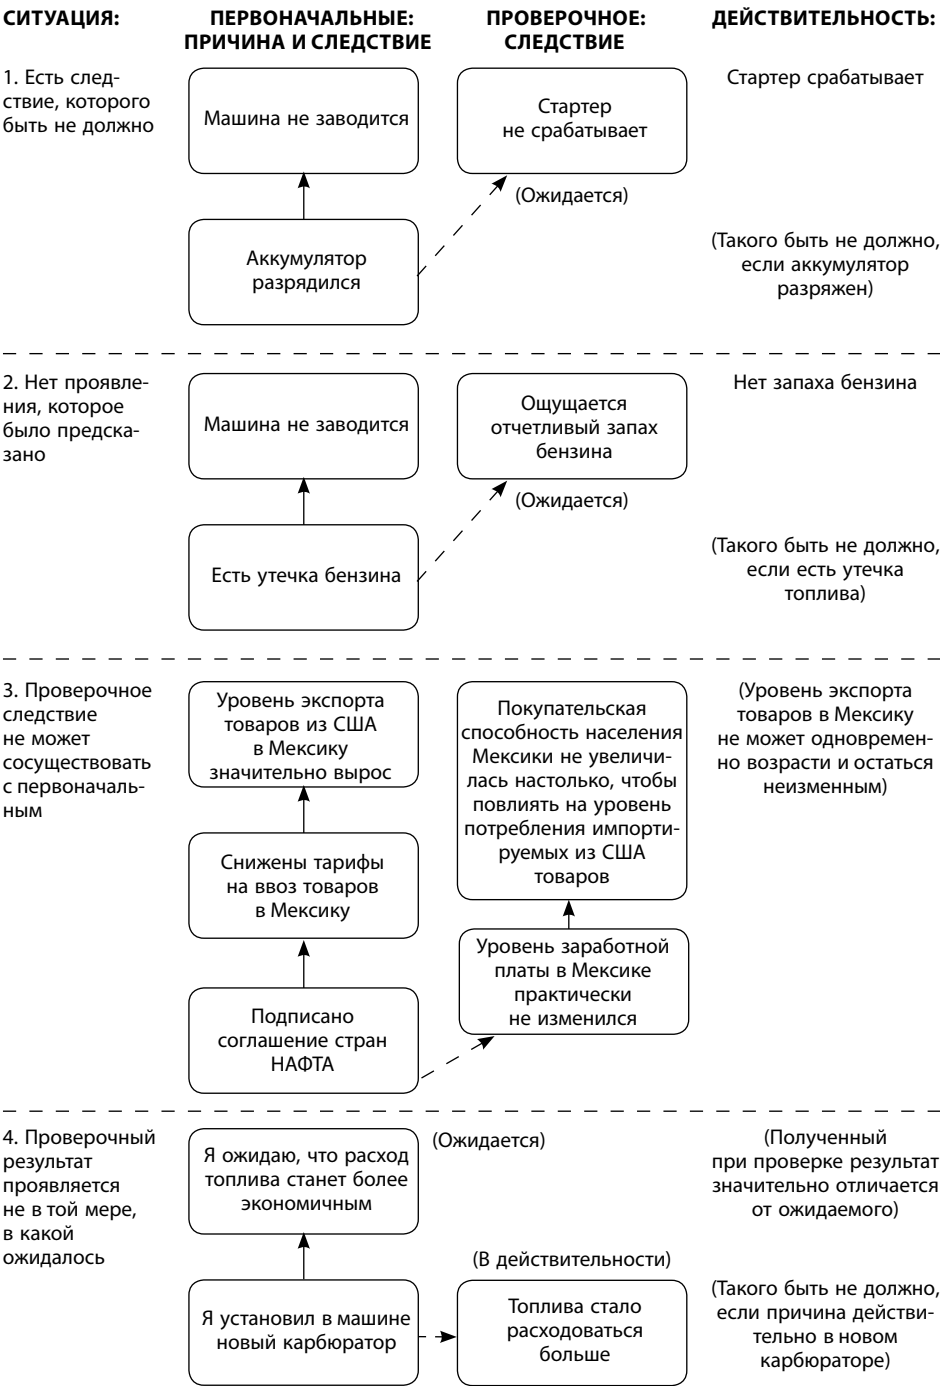 СИТУАЦИЯ:
ПЕРВОНАЧАЛЬНЫЕ:
ПРИЧИНА И СЛЕДСТВИЕ
ПРОВЕРОЧНОЕ:
СЛЕДСТВИЕ
ДЕЙСТВИТЕЛЬНОСТЬ:
1. Есть след-
ствие, которого
быть не должно
Машина не заводится
Стартер
не срабатывает
Стартер срабатывает
(Ожидается)
Аккумулятор
разрядился
(Такого быть не должно,
если аккумулятор
разряжен)
2. Нет проявле-
ния, которое
было предска-
зано
Машина не заводится
Ощущается
отчетливый запах
бензина
Нет запаха бензина
(Ожидается)
Есть утечка бензина
(Такого быть не должно,
если есть утечка
топлива)
3. Проверочное
следствие
не может
сосуществовать
с первоначаль-
ным
Уровень экспорта
товаров из США
в Мексику
значительно вырос
Снижены тарифы
на ввоз товаров
в Мексику
Подписано
соглашение стран
НАФТА
Покупательская
способность населения
Мексики не увеличи-
лась настолько, чтобы
повлиять на уровень
потребления импорти-
руемых из США
товаров
Уровень заработной
платы в Мексике
практически
не изменился
(Уровень экспорта
товаров в Мексику
не может одновремен-
но возрасти и остаться
неизменным)
4. Проверочный
результат
проявляется
не в той мере,
в какой
ожидалось
Я ожидаю, что расход
топлива станет более
экономичным
(Ожидается)
(Полученный
при проверке результат
значительно отличается
от ожидаемого)
Я установил в машине
новый карбюратор
(В действительности)
Топлива стало
расходоваться
больше
(Такого быть не должно,
если причина действи-
тельно в новом
карбюраторе)